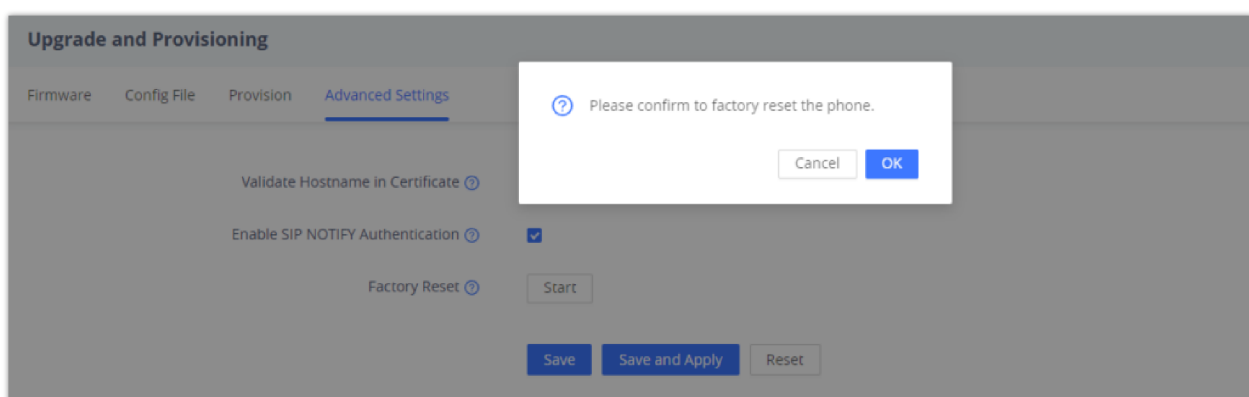 Upgrade and Provisioning
Firmware Config File Provision Advanced Settings
Please confirm to factory reset the phone.
Cancel OK
Validate Hostname in Certificate
Enable SIP NOTIFY Authentication
Factory Reset Start
Save Save and Apply Reset